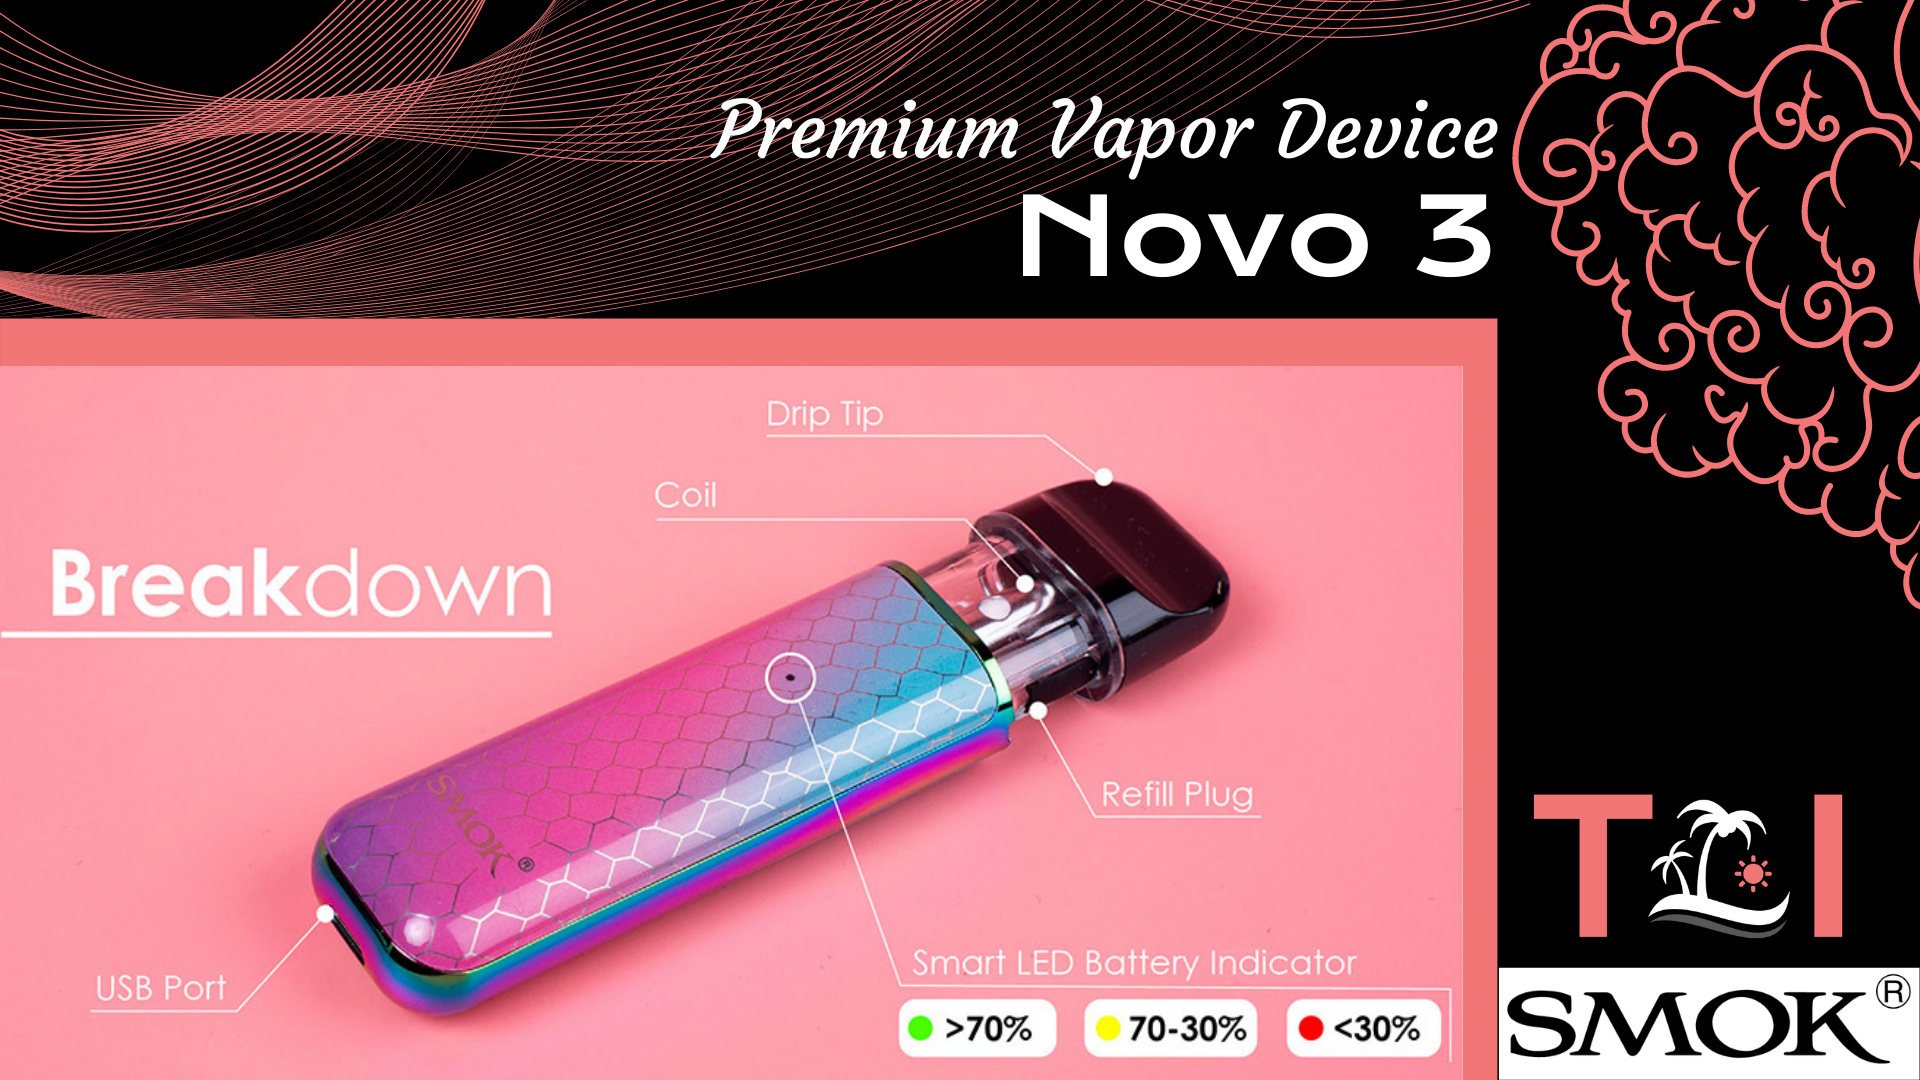 Premium Vapor Device
Novo 3
Drip Tip
Coil
Breakdown
SMOK®
Refill Plug
USB Port
Smart LED Battery Indicator
>70%
70-30%
<30%
T I
SMOK®